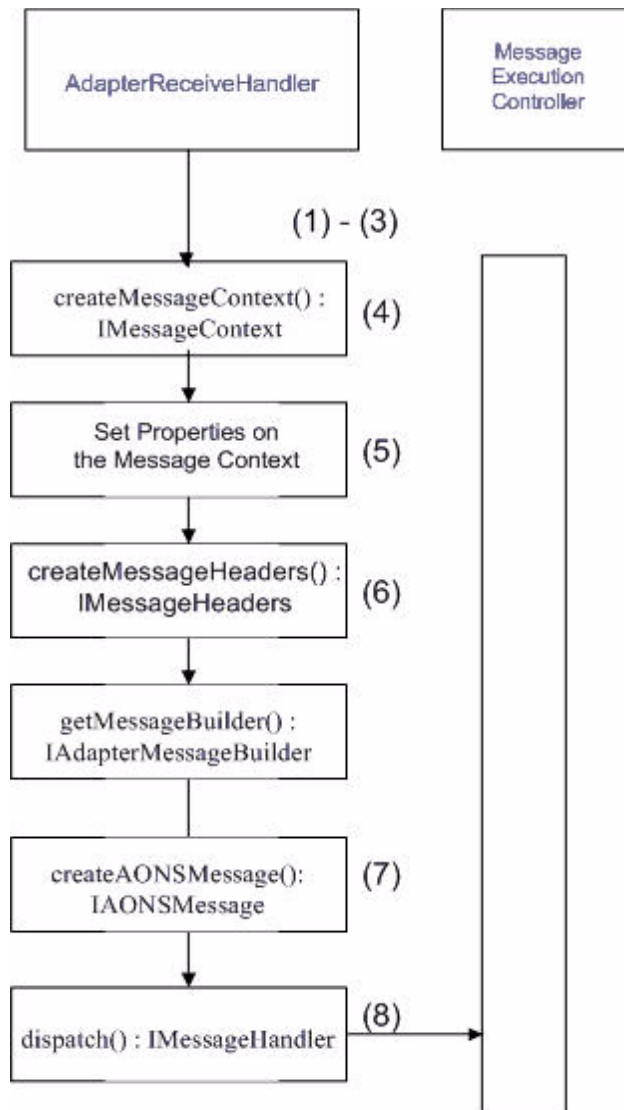 AdapterReceiveHandler
Message
Execution
Controller
(1) - (3)
createMessageContext() :
IMessageContext
(4)
Set Properties on
the Message Context
(5)
createMessageHeaders() :
IMessageHeaders
(6)
getMessageBuilder() :
IAdapterMessageBuilder
createAONSMessage():
IAONSMessage
(7)
dispatch() : IMessageHandler
(8)